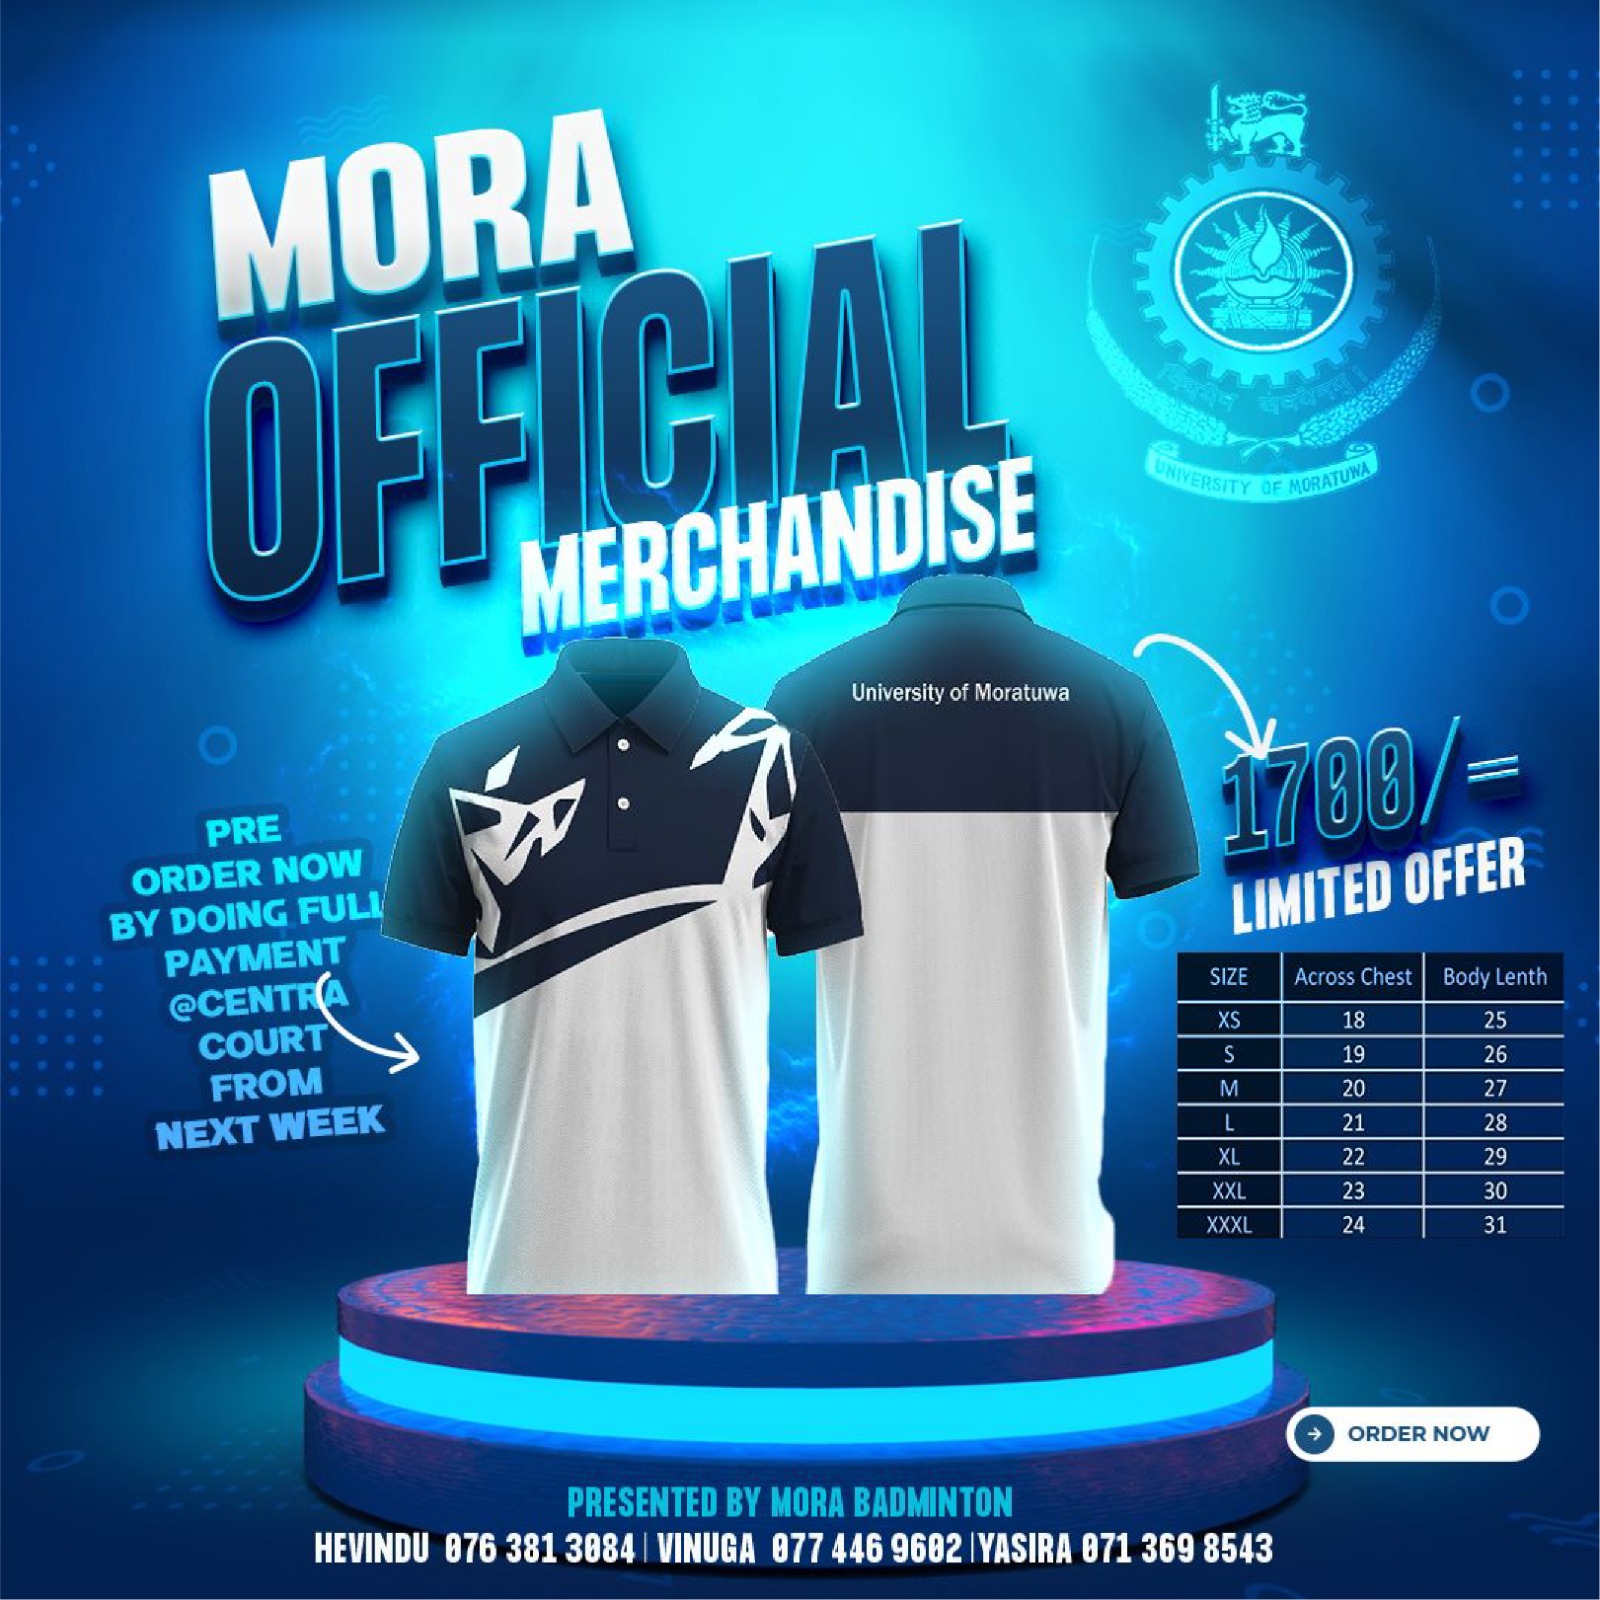 MORA
OFFICIAL
MERCHANDISE
UNIVERSITY OF MORATUWA
University of Moratuwa
1700/=
LIMITED OFFER
PRE
ORDER NOW
BY DOING FULL
PAYMENT
@CENTRA
COURT
FROM
NEXT WEEK
SIZE Across Chest Body Lenth
XS 18 25
S 19 26
M 20 27
L 21 28
XL 22 29
XXL 23 30
XXXL 24 31
ORDER NOW
PRESENTED BY MORA BADMINTON
HEVINDU 076 381 3084 | VINUGA 077 446 9602 | YASIRA 071 369 8543